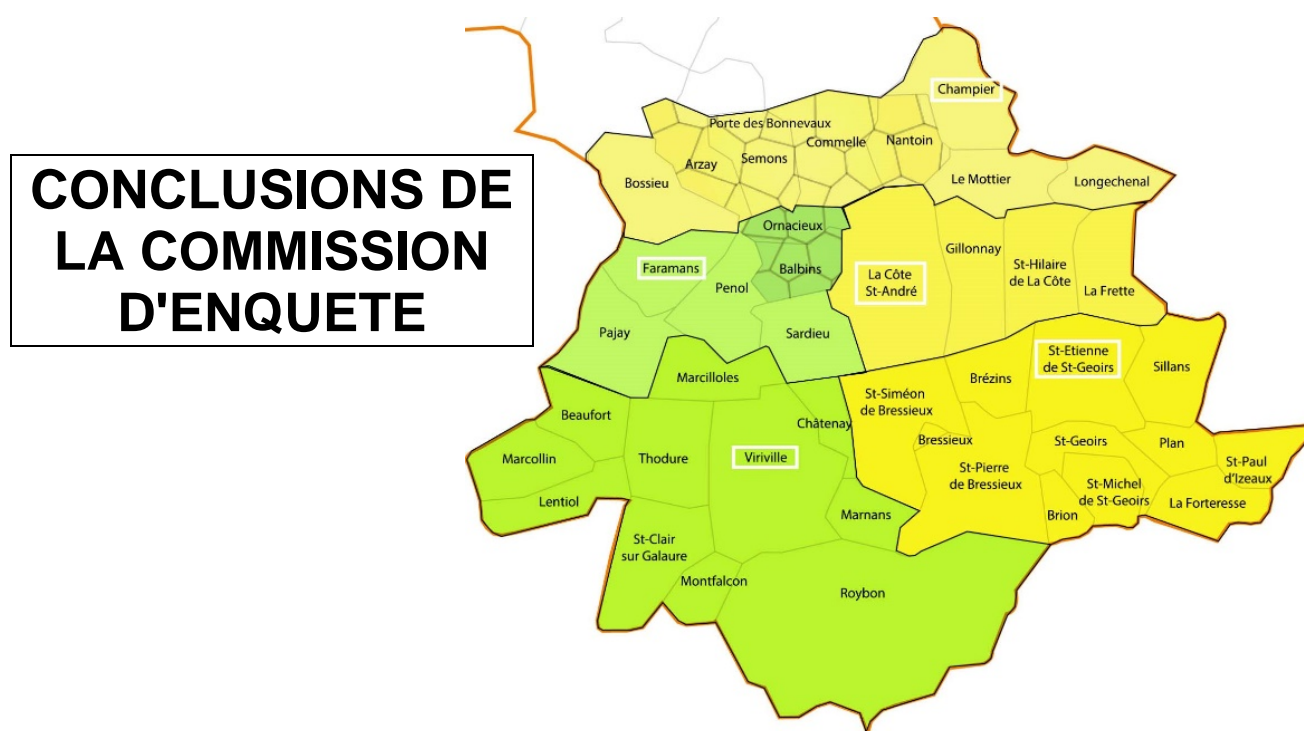 CONCLUSIONS DE
LA COMMISSION
D'ENQUETE
Champier
Porte des Bonnevaux
Commelle
Nantoin
Arzay
Semons
Bossieu
Le Mottier
Longechenal
Ornacieux
Balbins
Faramans
Penol
Pajay
Sardieu
La Côte
St-André
Gillonnay
St-Hilaire
de La Côte
La Frette
Marcilloles
Beaufort
Marcollin
Lentiol
Thodure
Viriville
Châtenay
Marnans
St-Clair
sur Galaure
Montfalcon
Roybon
St-Etienne
de St-Geoirs
Sillans
Brézins
St-Siméon
de Bressieux
Bressieux
St-Pierre
de Bressieux
St-Geoirs
Plan
St-Paul
d'Izeaux
St-Michel
de St-Geoirs
La Forteresse
Brion